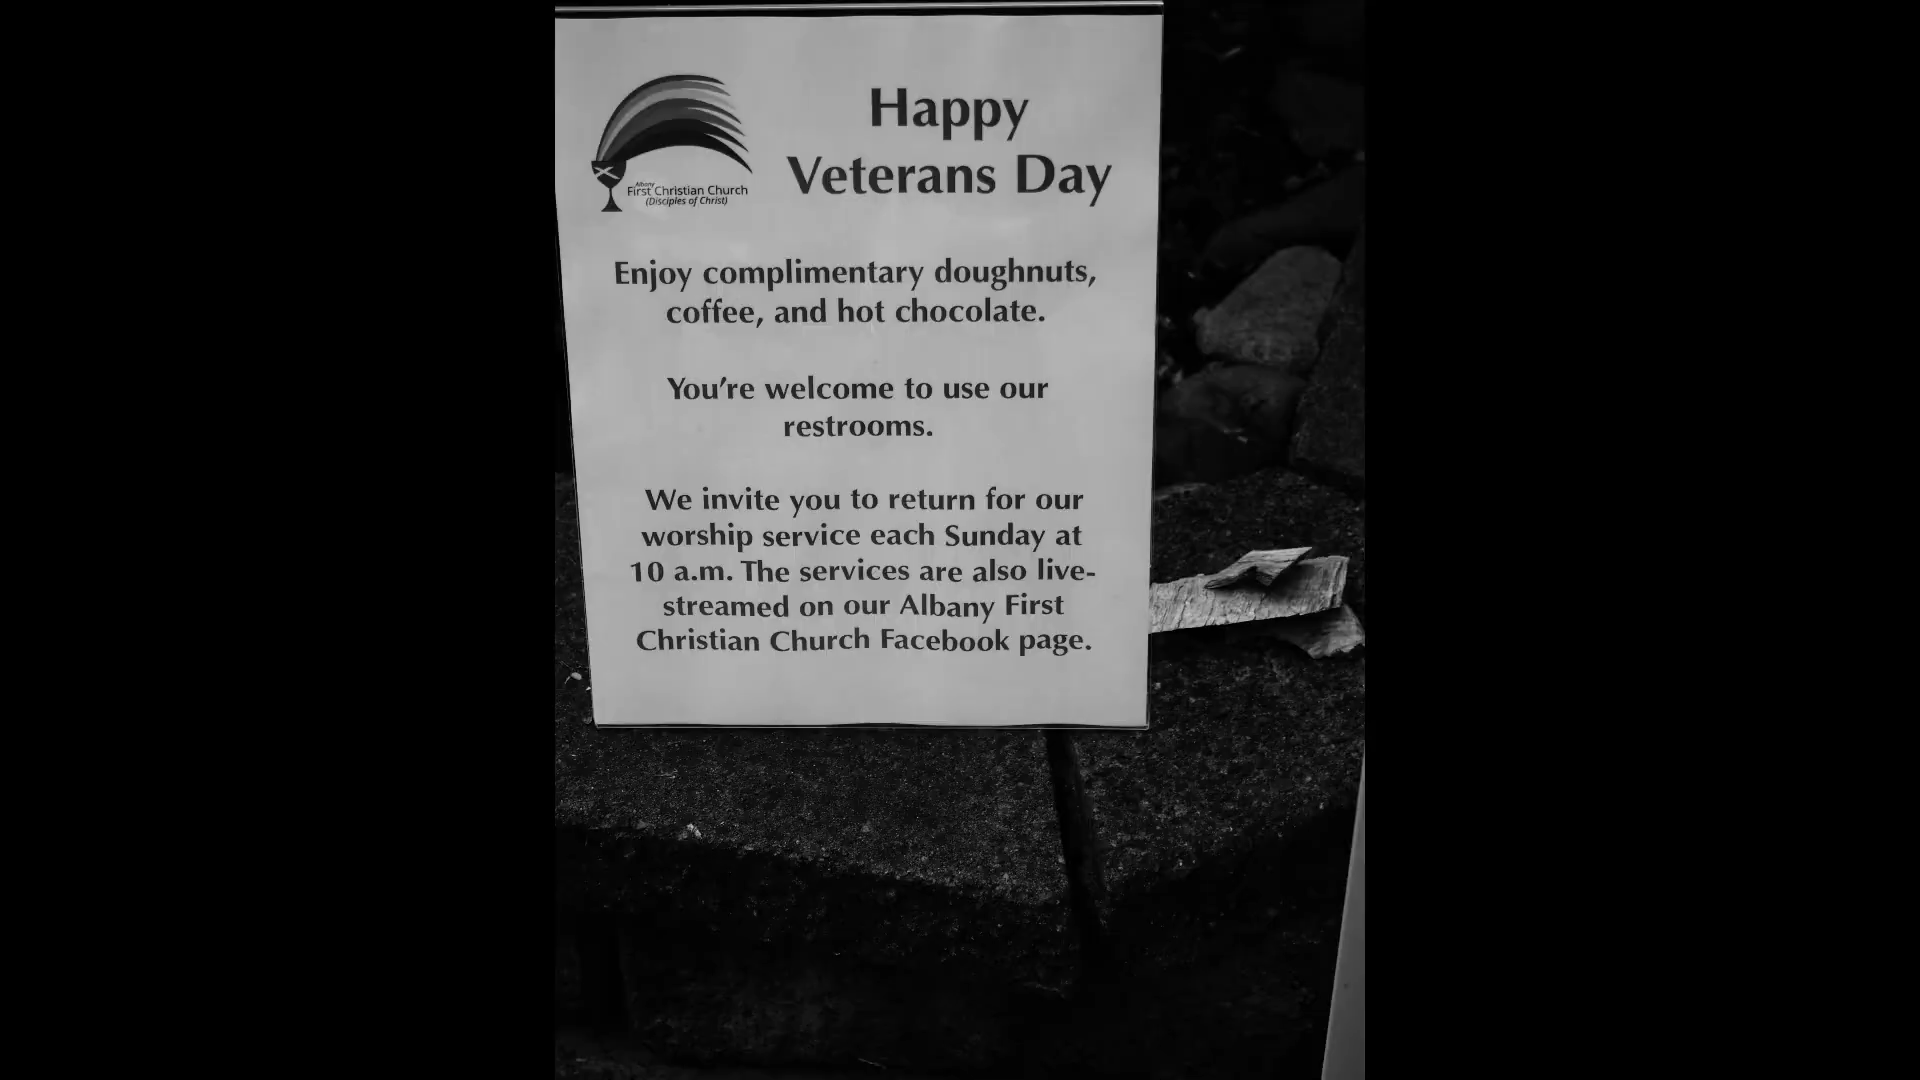 Happy
Veterans Day
Albany
First Christian Church
(Disciples of Christ)
Enjoy complimentary doughnuts,
coffee, and hot chocolate.
You're welcome to use our
restrooms.
We invite you to return for our
worship service each Sunday at
10 a.m. The services are also live-
streamed on our Albany First
Christian Church Facebook page.